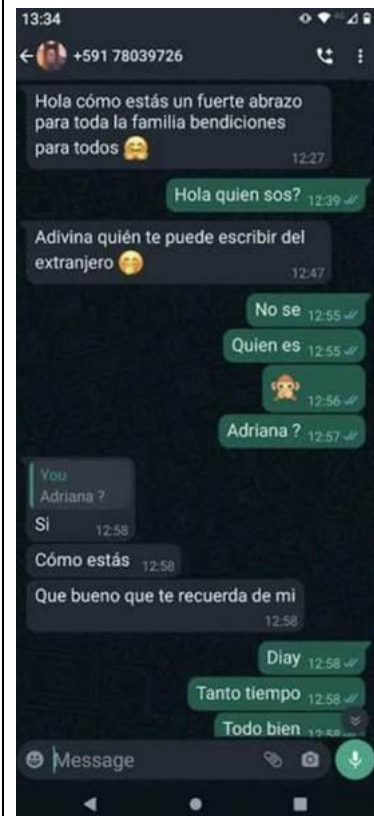 13:34
+591 78039726
Hola cómo estás un fuerte abrazo
para toda la familia bendiciones
para todos 🤗
12:27
Hola quien sos? 12:39
Adivina quién te puede escribir del
extranjero 🤭
12:47
No se 12:55
Quien es 12:55
🙊 12:56
Adriana ? 12:57
You
Adriana ?
Si 12:58
Cómo estás 12:58
Que bueno que te recuerda de mi
12:58
Diay 12:58
Tanto tiempo 12:58
Todo bien 12:58
Message